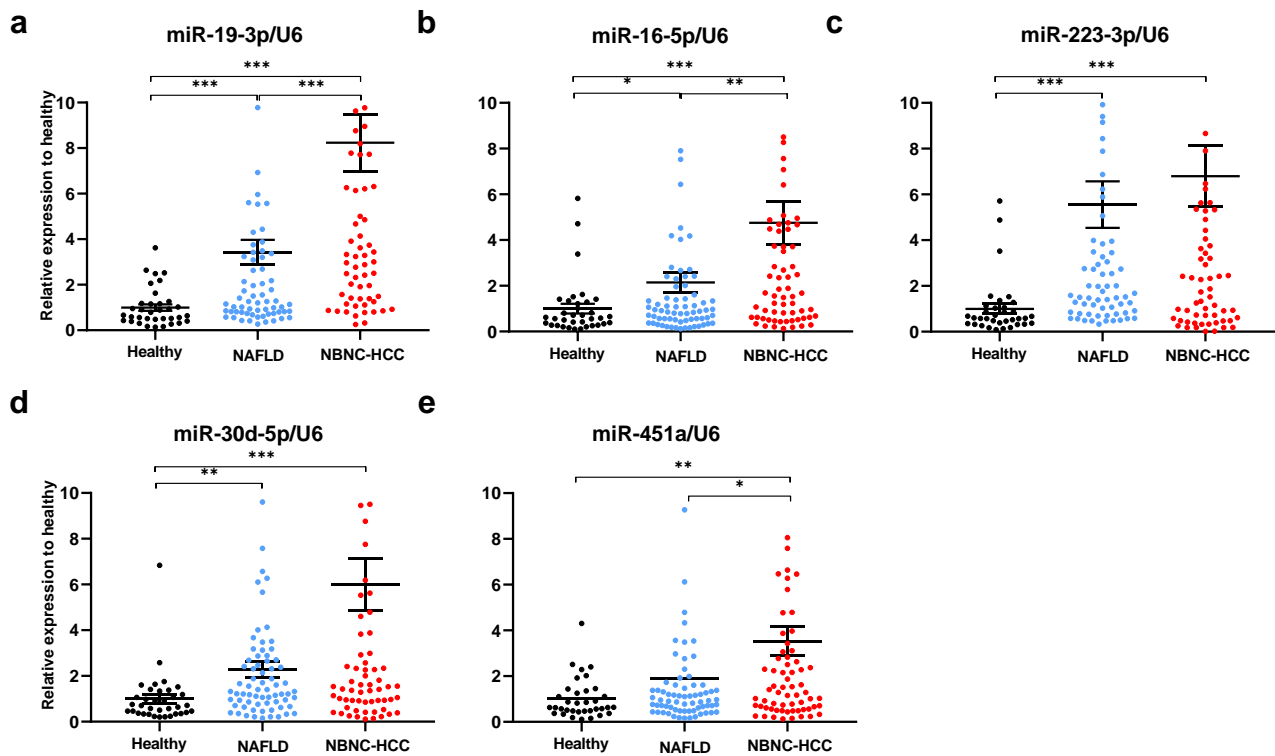 a
miR-19-3p/U6
***
***
***
Relative expression to healthy
10
8
6
4
2
0
Healthy
NAFLD
NBNC-HCC
b
miR-16-5p/U6
***
*
**
10
8
6
4
2
0
Healthy
NAFLD
NBNC-HCC
c
miR-223-3p/U6
***
***
10
8
6
4
2
0
Healthy
NAFLD
NBNC-HCC
d
miR-30d-5p/U6
***
**
Relative expression to healthy
10
8
6
4
2
0
Healthy
NAFLD
NBNC-HCC
e
miR-451a/U6
**
*
10
8
6
4
2
0
Healthy
NAFLD
NBNC-HCC